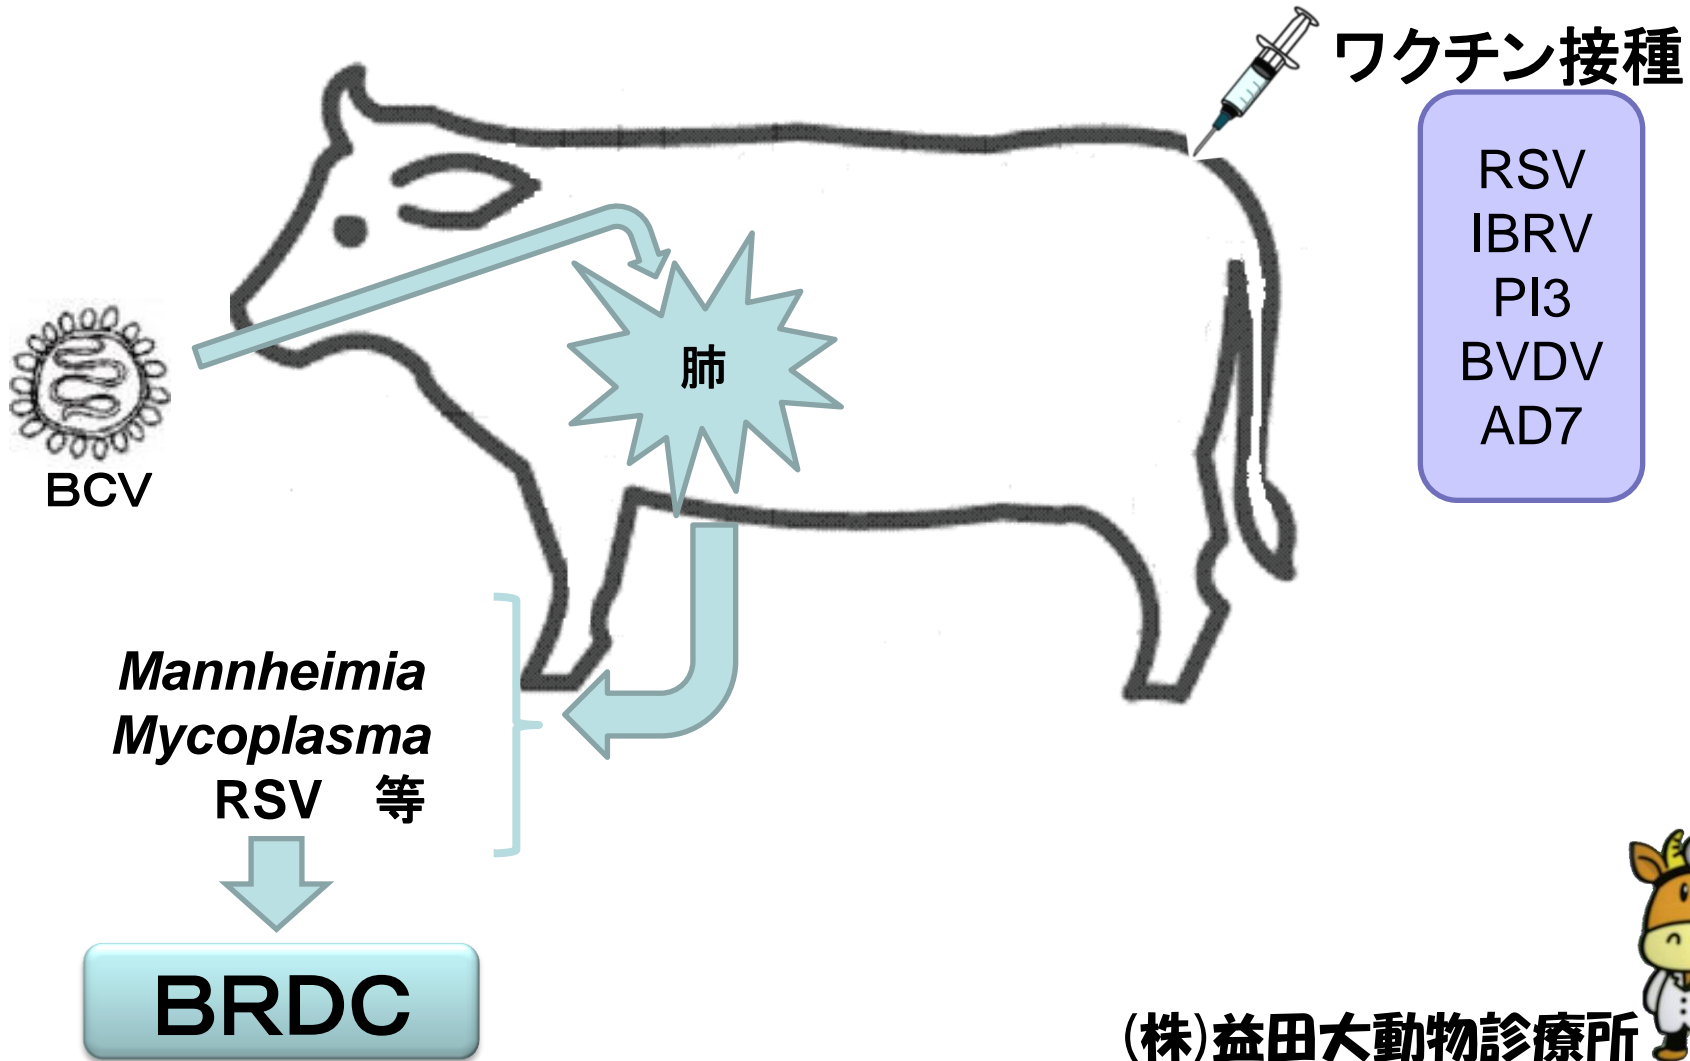 ワクチン接種
RSV
IBRV
PI3
BVDV
AD7
肺
BCV
Mannheimia
Mycoplasma
RSV　等
BRDC
(株)益田大動物診療所